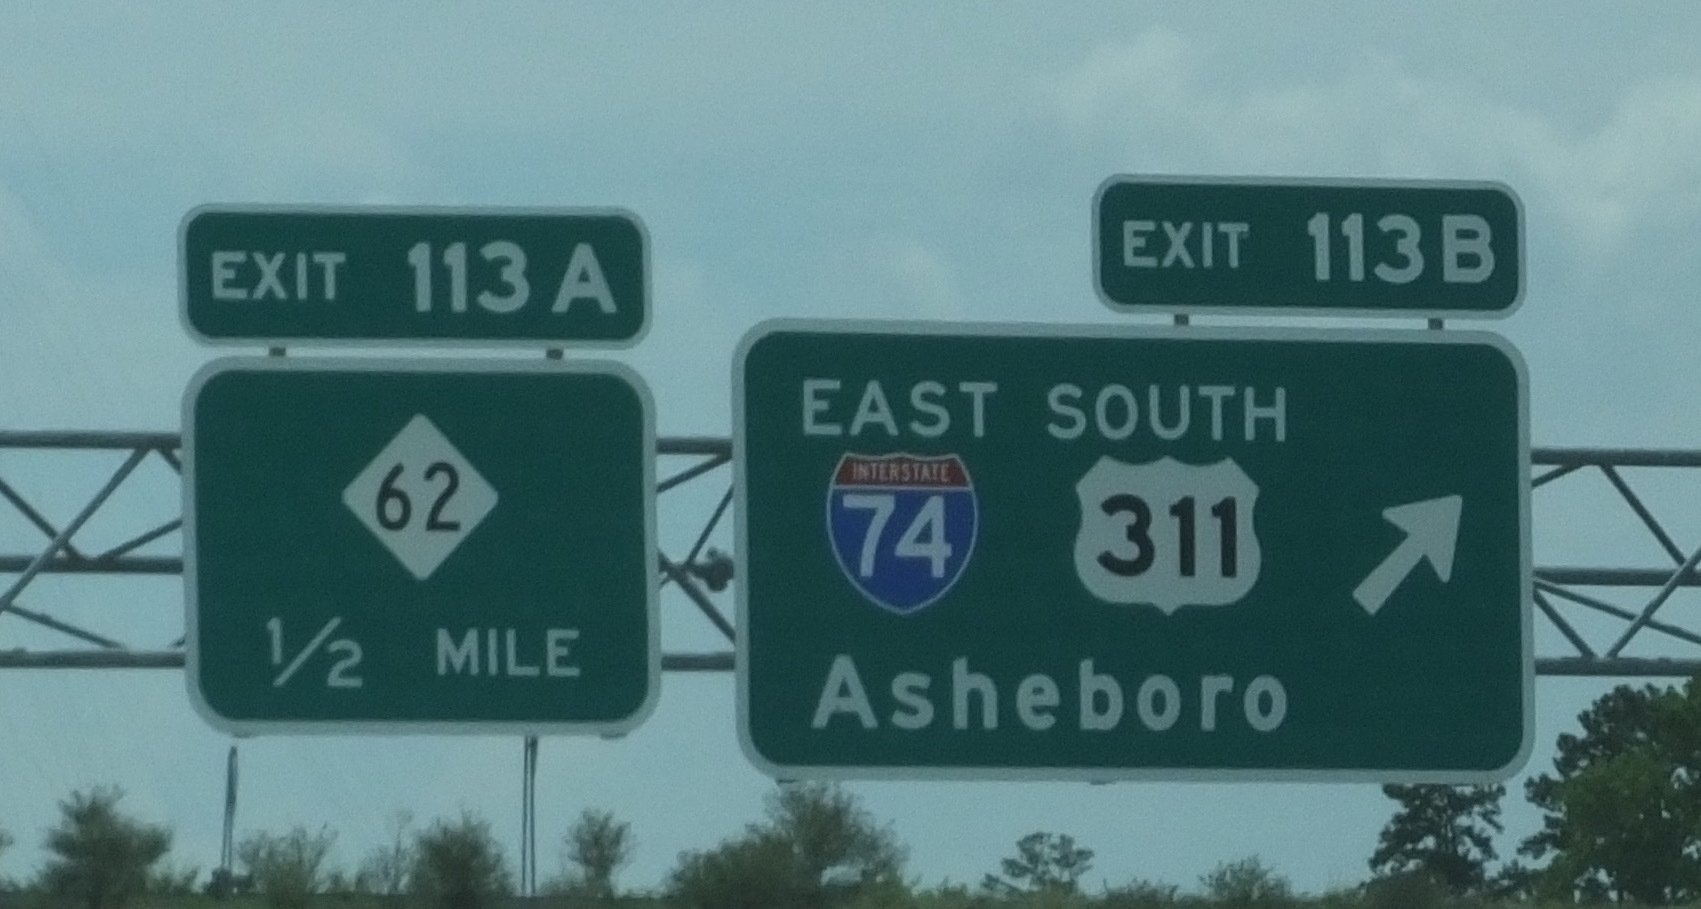 EXIT 113 A
62
1/2 MILE
EXIT 113 B
EAST SOUTH
INTERSTATE
74 311
Asheboro